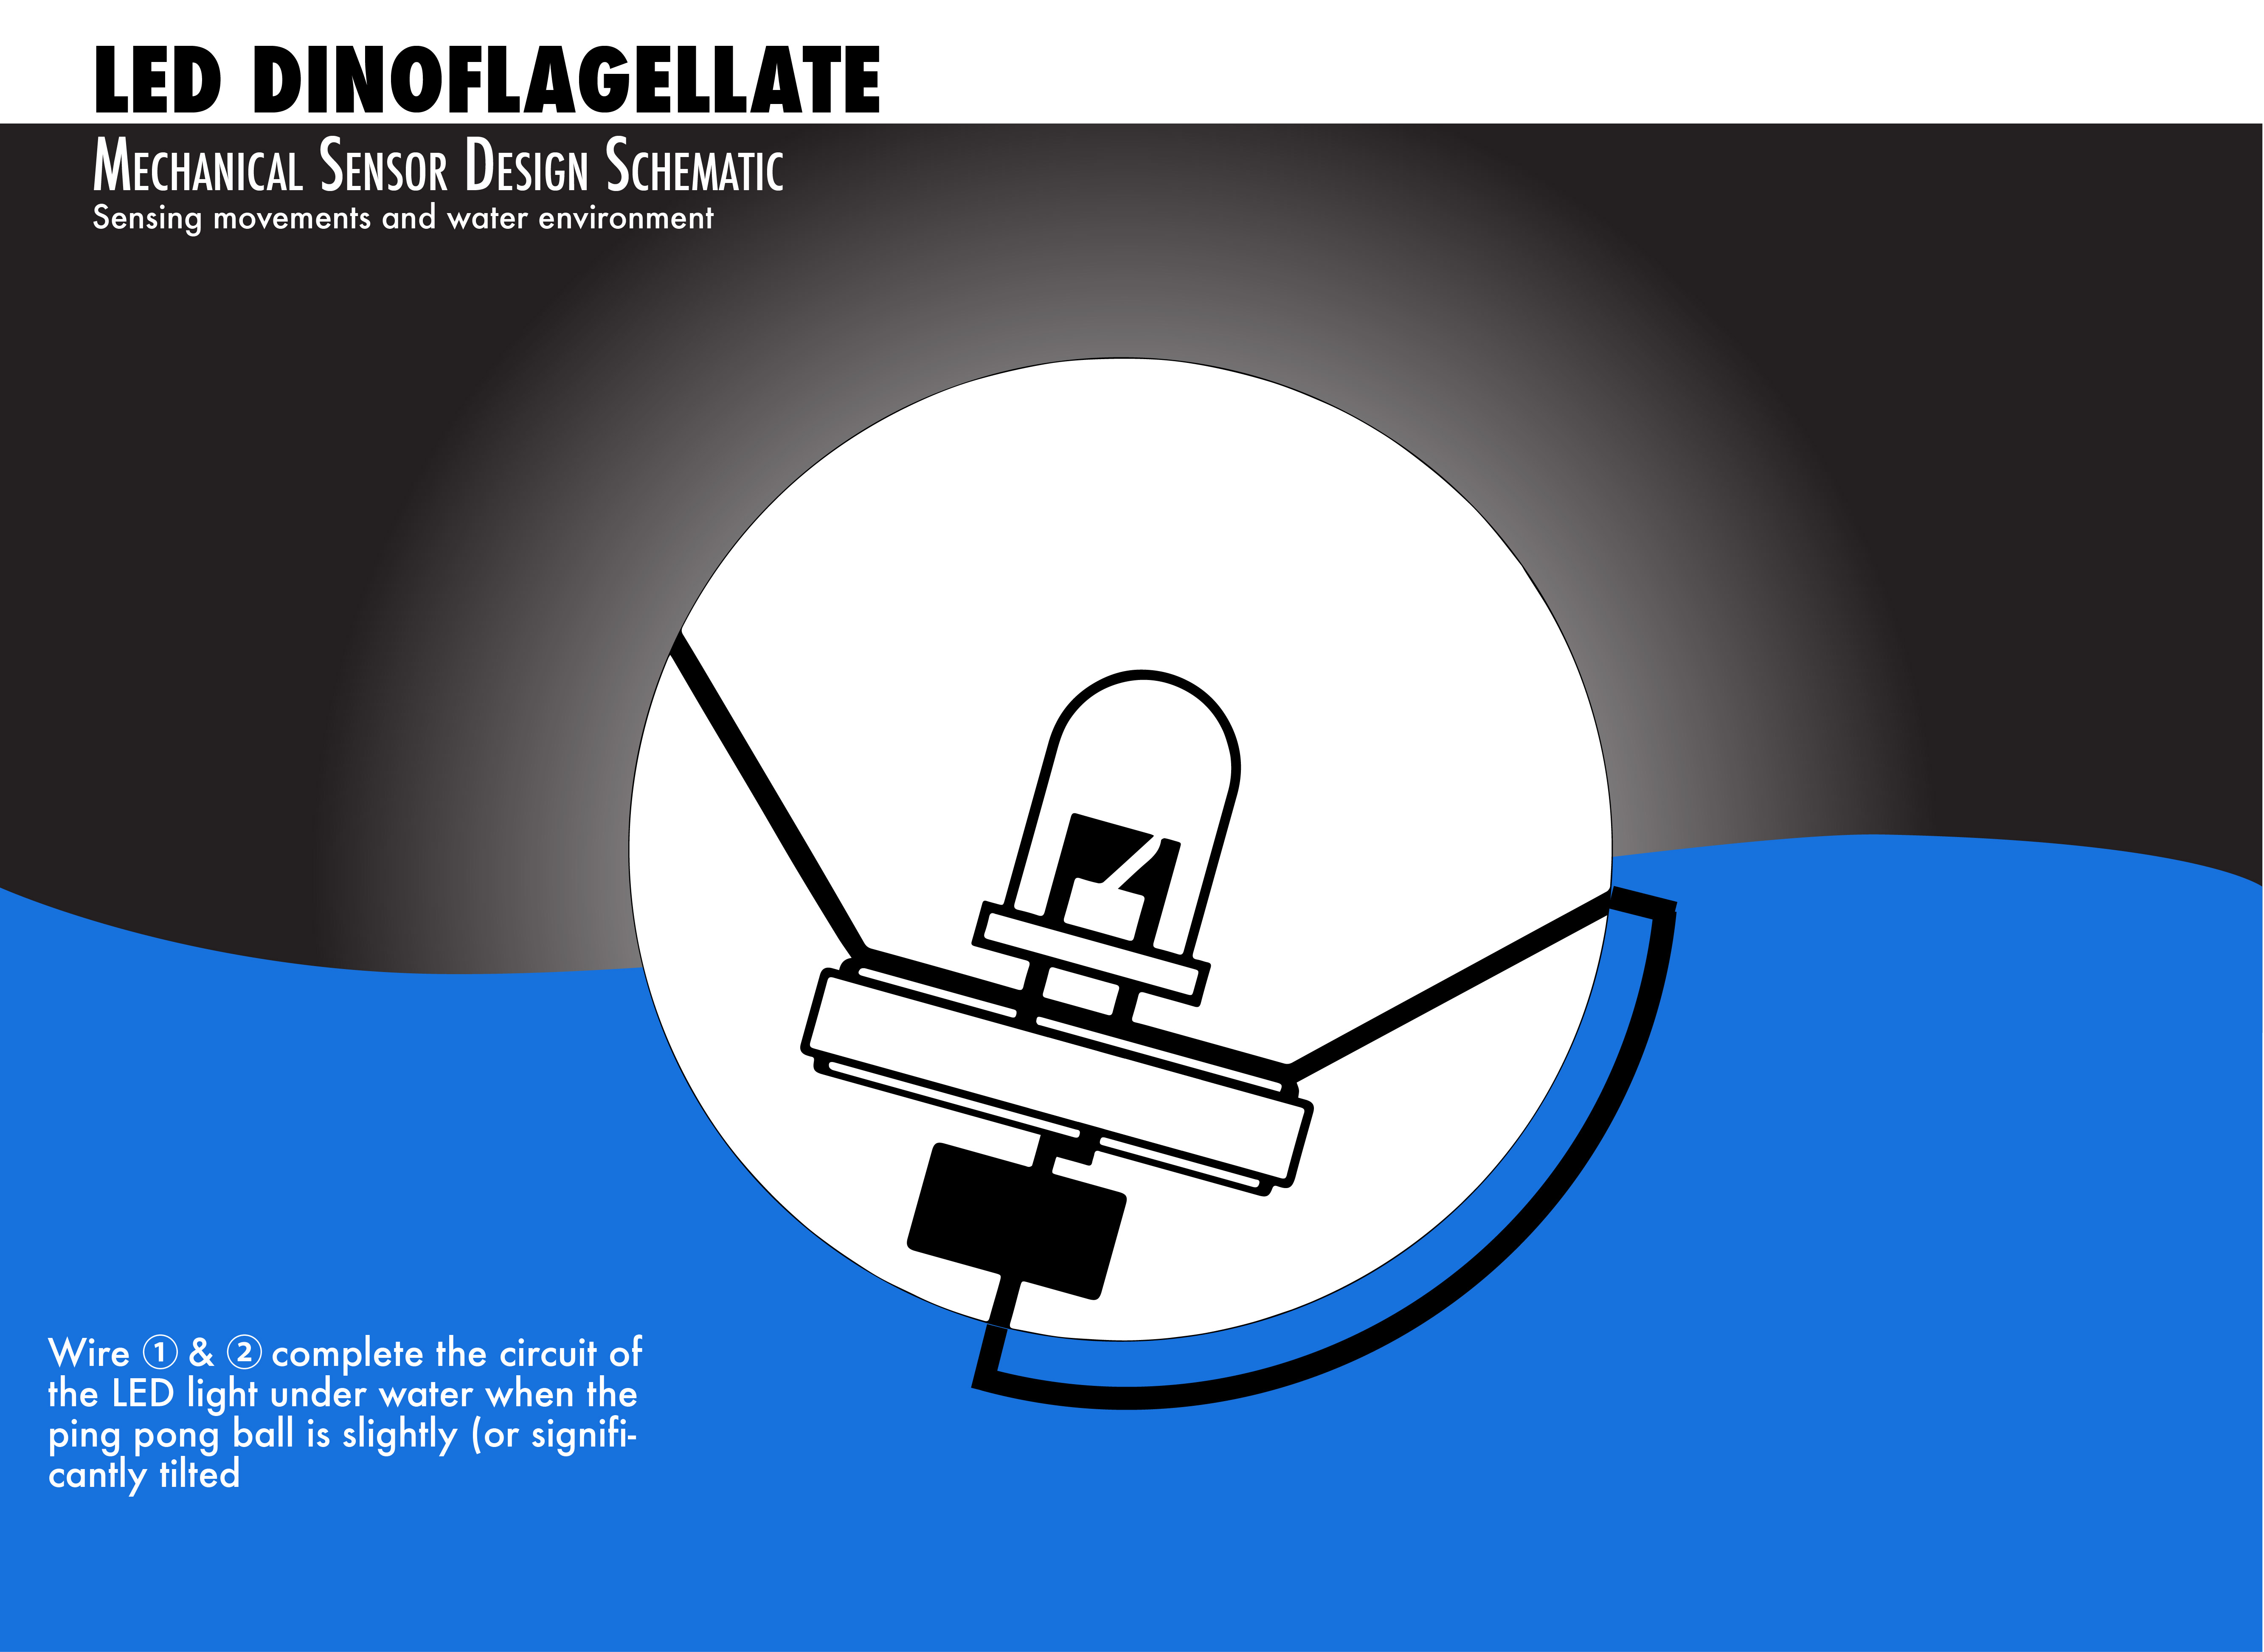 LED DINOFLAGELLATE
Mechanical Sensor Design Schematic
Sensing movements and water environment
Wire ① & ② complete the circuit of
the LED light under water when the
ping pong ball is slightly (or signifi-
cantly tilted